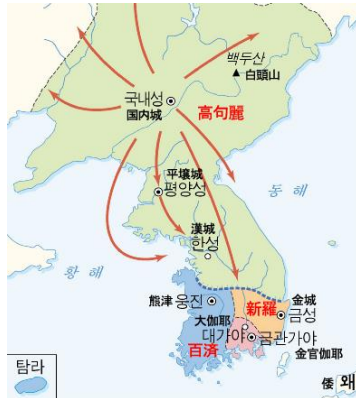 백두산
白頭山
국내성
国内城
高句麗
平壤城
평양성
동해
漢城
한성
황해
熊津 웅진
新羅
金城
금성
大伽耶
대가야
금관가야
百済
金官伽耶
탐라
倭 왜